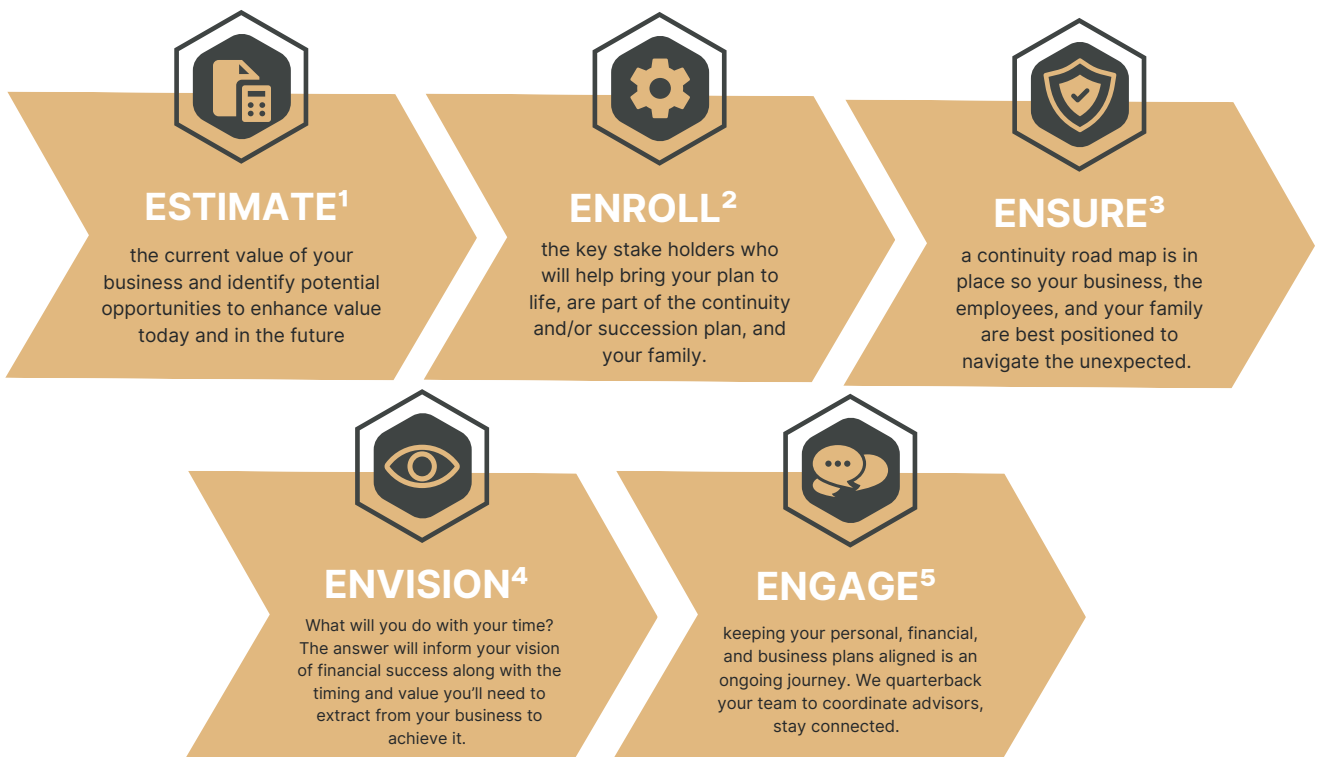 ESTIMATE¹
the current value of your
business and identify potential
opportunities to enhance value
today and in the future
ENROLL²
the key stake holders who
will help bring your plan to
life, are part of the continuity
and/or succession plan, and
your family.
ENSURE³
a continuity road map is in
place so your business, the
employees, and your family
are best positioned to
navigate the unexpected.
ENVISION⁴
What will you do with your time?
The answer will inform your vision
of financial success along with the
timing and value you’ll need to
extract from your business to
achieve it.
ENGAGE⁵
keeping your personal, financial,
and business plans aligned is an
ongoing journey. We quarterback
your team to coordinate advisors,
stay connected.